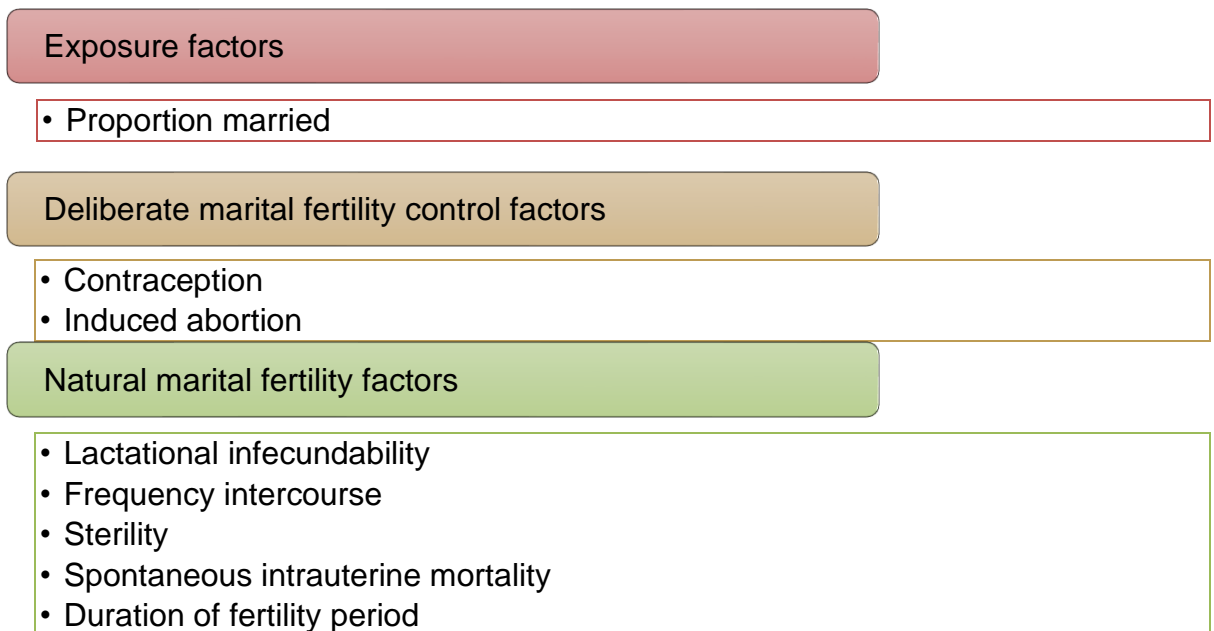 Exposure factors
• Proportion married
Deliberate marital fertility control factors
• Contraception
• Induced abortion
Natural marital fertility factors
• Lactational infecundability
• Frequency intercourse
• Sterility
• Spontaneous intrauterine mortality
• Duration of fertility period